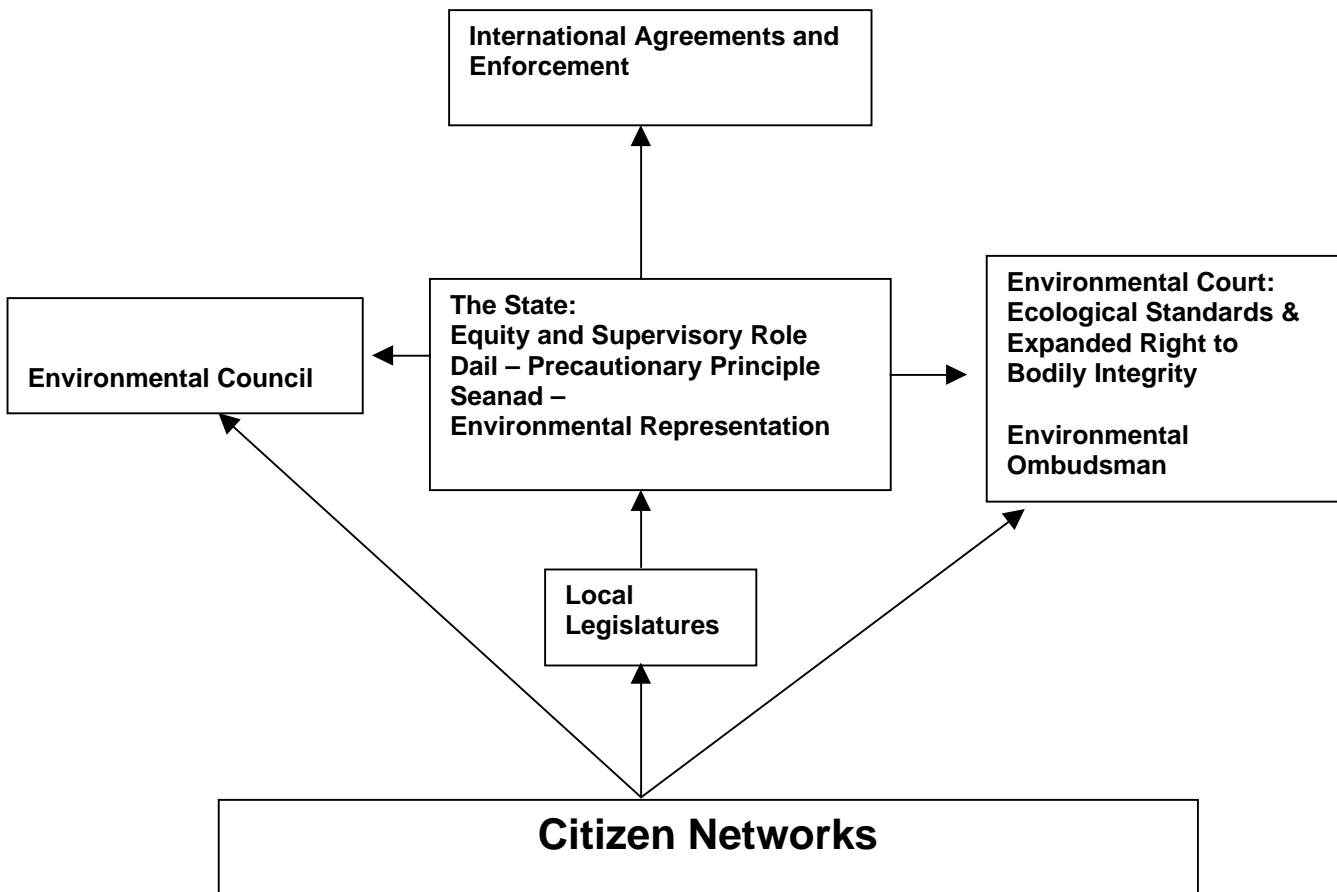 International Agreements and
Enforcement
Environmental Council
The State:
Equity and Supervisory Role
Dail – Precautionary Principle
Seanad –
Environmental Representation
Environmental Court:
Ecological Standards &
Expanded Right to
Bodily Integrity
Environmental
Ombudsman
Local
Legislatures
Citizen Networks